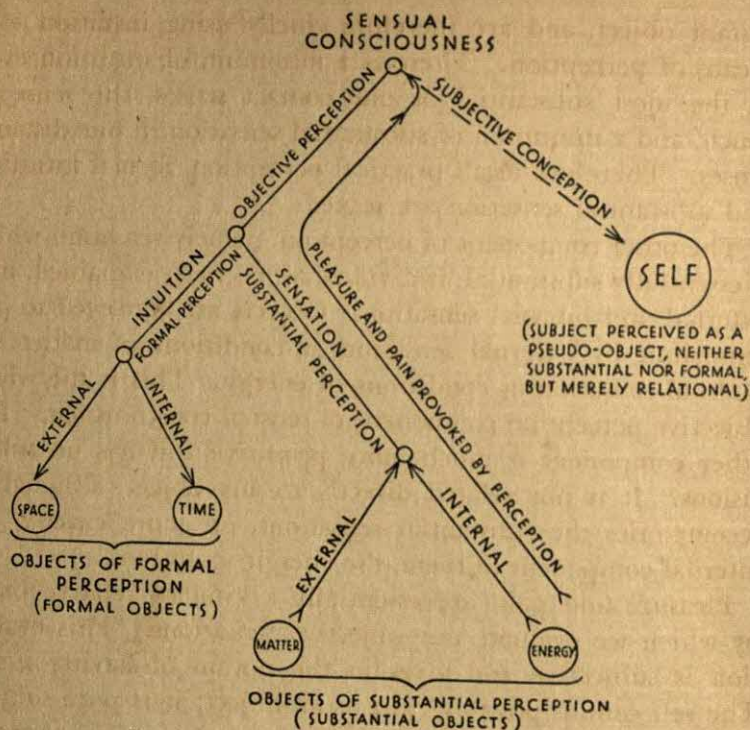 SENSUAL
CONSCIOUSNESS
OBJECTIVE PERCEPTION
SUBJECTIVE CONCEPTION
INTUITION
FORMAL PERCEPTION
SENSATION
SUBSTANTIAL PERCEPTION
PLEASURE AND PAIN PROVOKED BY PERCEPTION
SELF
(SUBJECT PERCEIVED AS A
PSEUDO-OBJECT, NEITHER
SUBSTANTIAL NOR FORMAL,
BUT MERELY RELATIONAL)
EXTERNAL
INTERNAL
SPACE
TIME
OBJECTS OF FORMAL
PERCEPTION
(FORMAL OBJECTS)
EXTERNAL
INTERNAL
MATTER
ENERGY
OBJECTS OF SUBSTANTIAL PERCEPTION
(SUBSTANTIAL OBJECTS)